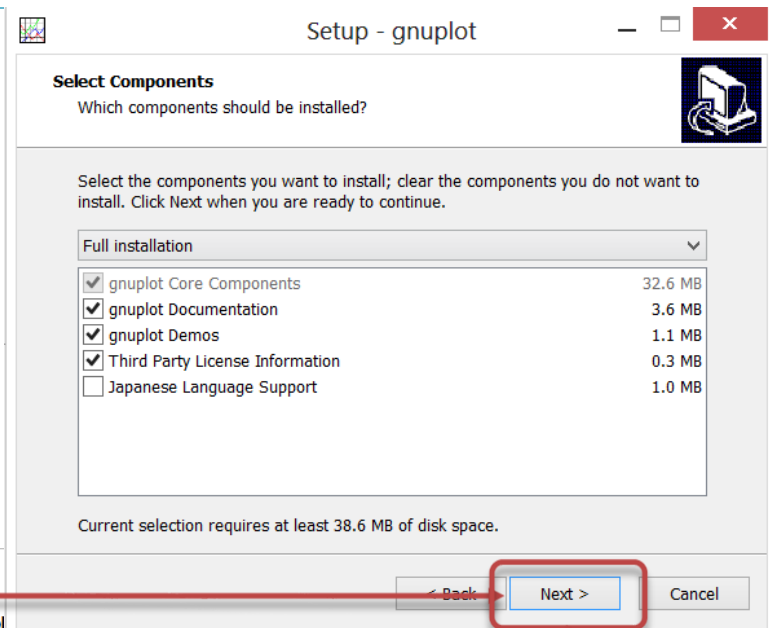 Setup - gnuplot
Select Components
Which components should be installed?
Select the components you want to install; clear the components you do not want to
install. Click Next when you are ready to continue.
Full installation
gnuplot Core Components 32.6 MB
gnuplot Documentation 3.6 MB
gnuplot Demos 1.1 MB
Third Party License Information 0.3 MB
Japanese Language Support 1.0 MB
Current selection requires at least 38.6 MB of disk space.
< Back Next > Cancel